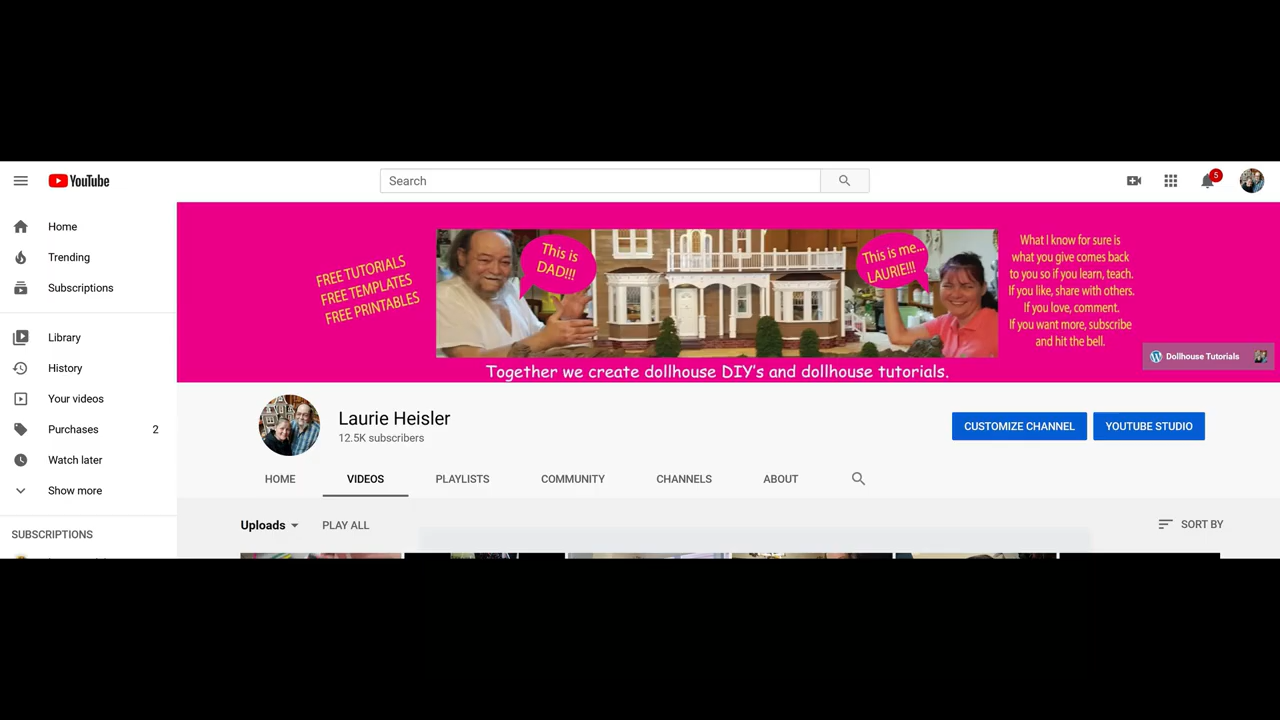 YouTube
Search
5
Home
Trending
Subscriptions
Library
History
Your videos
Purchases 2
Watch later
Show more
SUBSCRIPTIONS
FREE TUTORIALS
FREE TEMPLATES
FREE PRINTABLES
This is
DAD!!!
This is me...
LAURIE!!!
What I know for sure is
what you give comes back
to you so if you learn, teach.
If you like, share with others.
If you love, comment.
If you want more, subscribe
and hit the bell.
Dollhouse Tutorials
Together we create dollhouse DIY's and dollhouse tutorials.
Laurie Heisler
12.5K subscribers
CUSTOMIZE CHANNEL
YOUTUBE STUDIO
HOME VIDEOS PLAYLISTS COMMUNITY CHANNELS ABOUT
Uploads PLAY ALL SORT BY